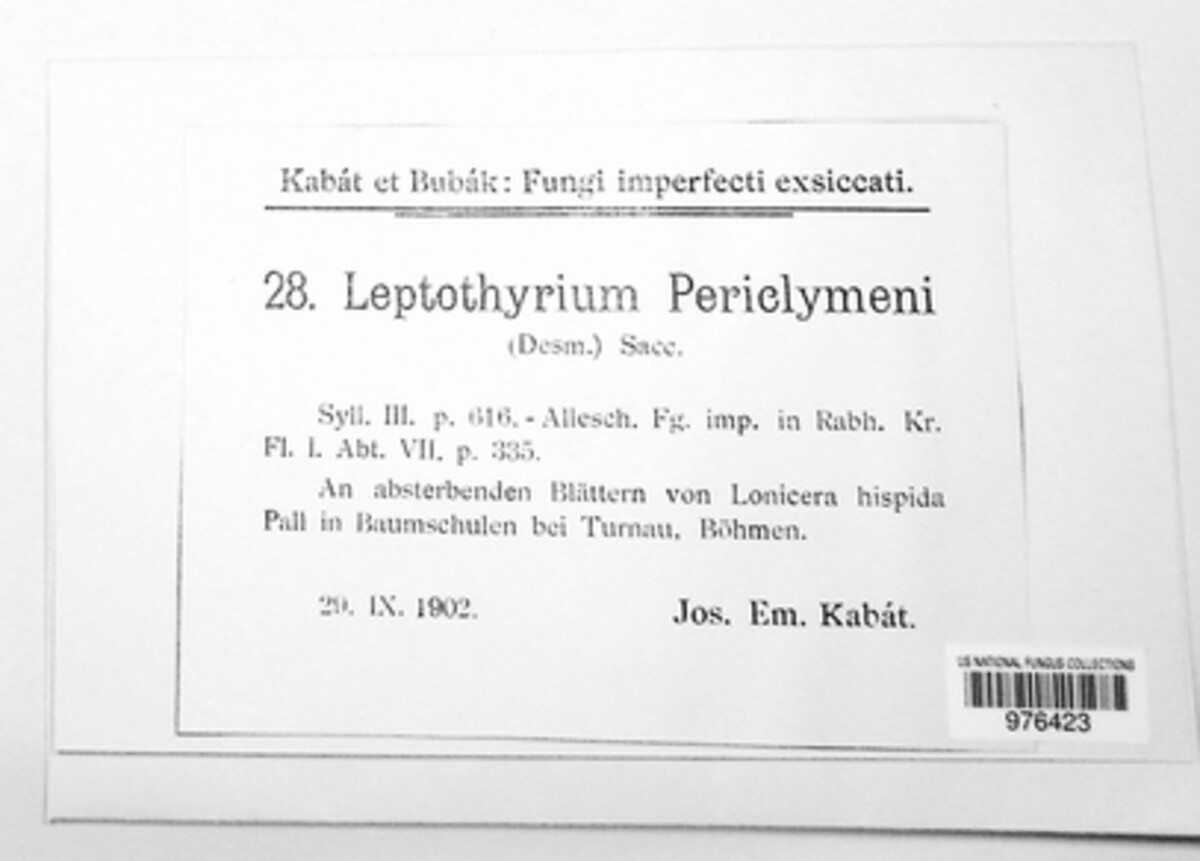 Kabát et Bubák: Fungi imperfecti exsiccati.
28. Leptothyrium Periclymeni
(Desm.) Sacc.
Syll. III. p. 616. - Allesch. Fg. imp. in Rabh. Kr.
Fl. I. Abt. VII, p. 335.
An absterbenden Blättern von Lonicera hispida
Pall in Baumschulen bei Turnau, Böhmen.
29. IX. 1902.
Jos. Em. Kabát.
US NATIONAL FUNGUS COLLECTIONS
976423